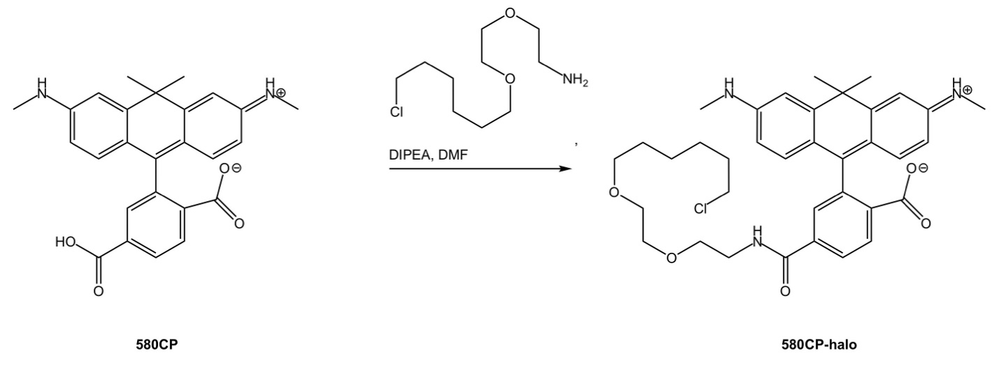 O
O
NH2
Cl
DIPEA, DMF
,
H
N
H
N⊕
O⊖
O
HO
O
580CP
H
N
H
N⊕
O
Cl
O
H
N
O
O⊖
O
580CP-halo